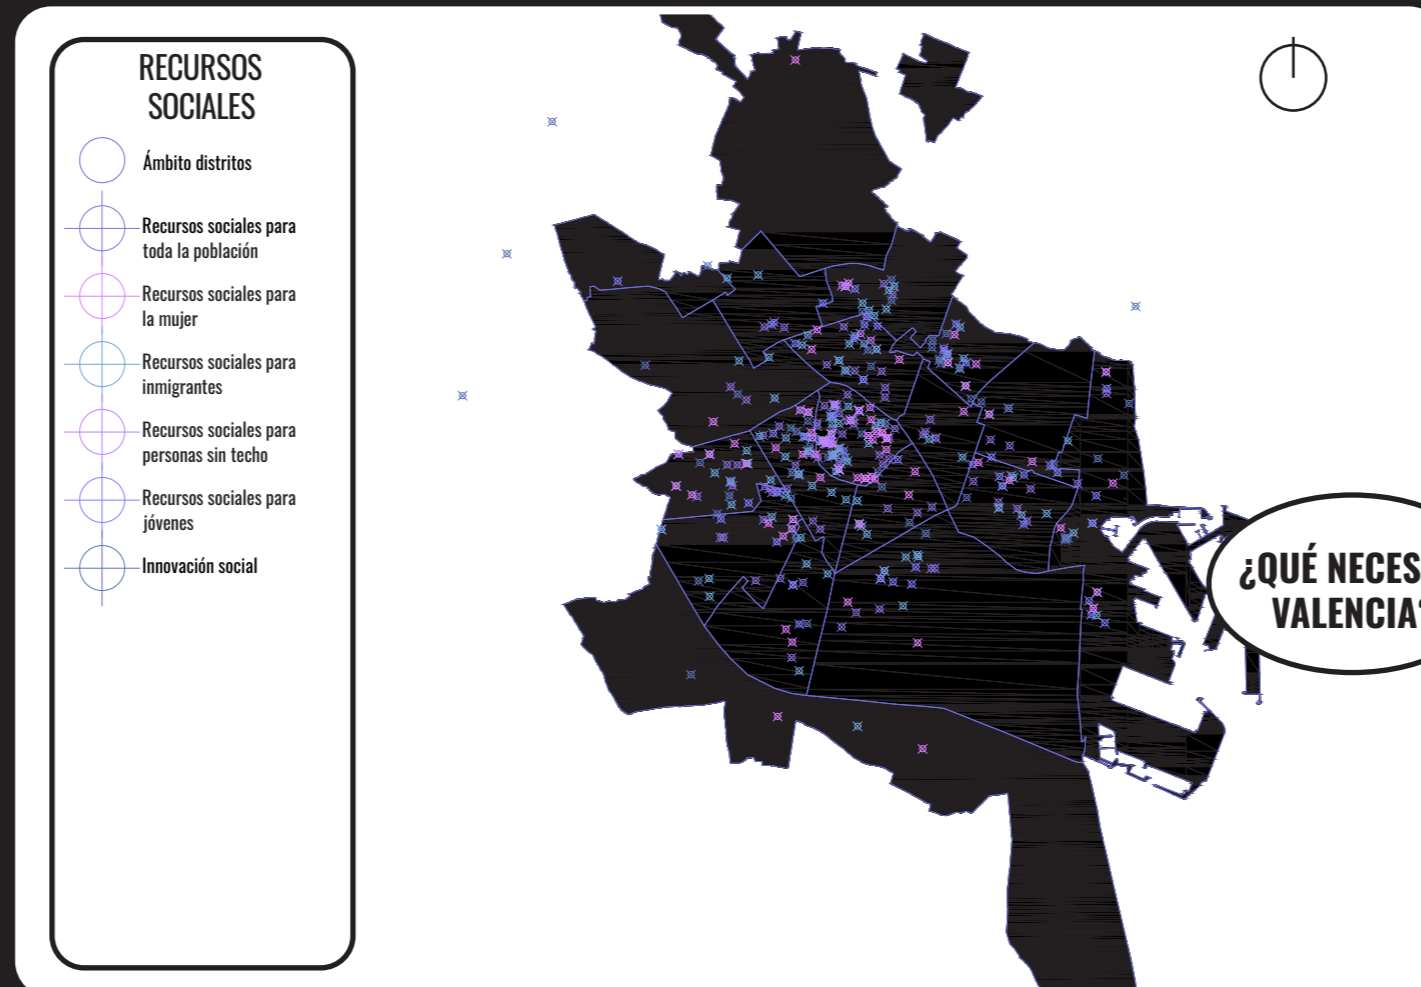 RECURSOS
SOCIALES
Ámbito distritos
Recursos sociales para
toda la población
Recursos sociales para
la mujer
Recursos sociales para
inmigrantes
Recursos sociales para
personas sin techo
Recursos sociales para
jóvenes
Innovación social
¿QUÉ NECES
VALENCIA?